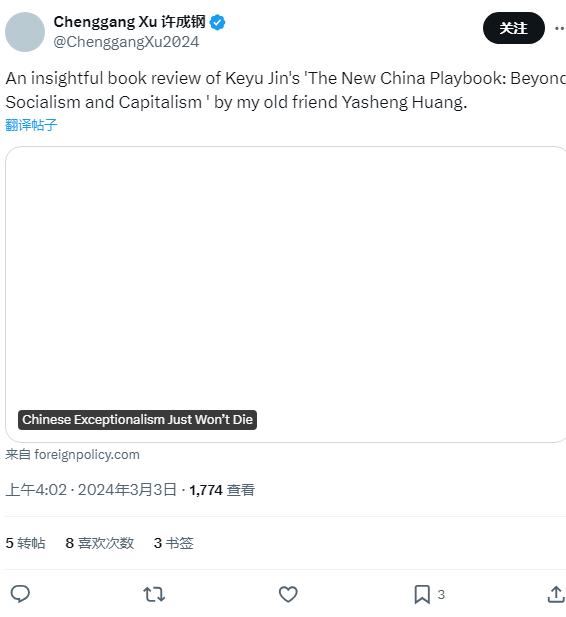 Chenggang Xu 许成钢
@ChenggangXu2024
关注
An insightful book review of Keyu Jin's 'The New China Playbook: Beyond
Socialism and Capitalism ' by my old friend Yasheng Huang.
翻译帖子
Chinese Exceptionalism Just Won't Die
来自 foreignpolicy.com
上午4:02 · 2024年3月3日 · 1,774 查看
5 转帖 8 喜欢次数 3 书签
3